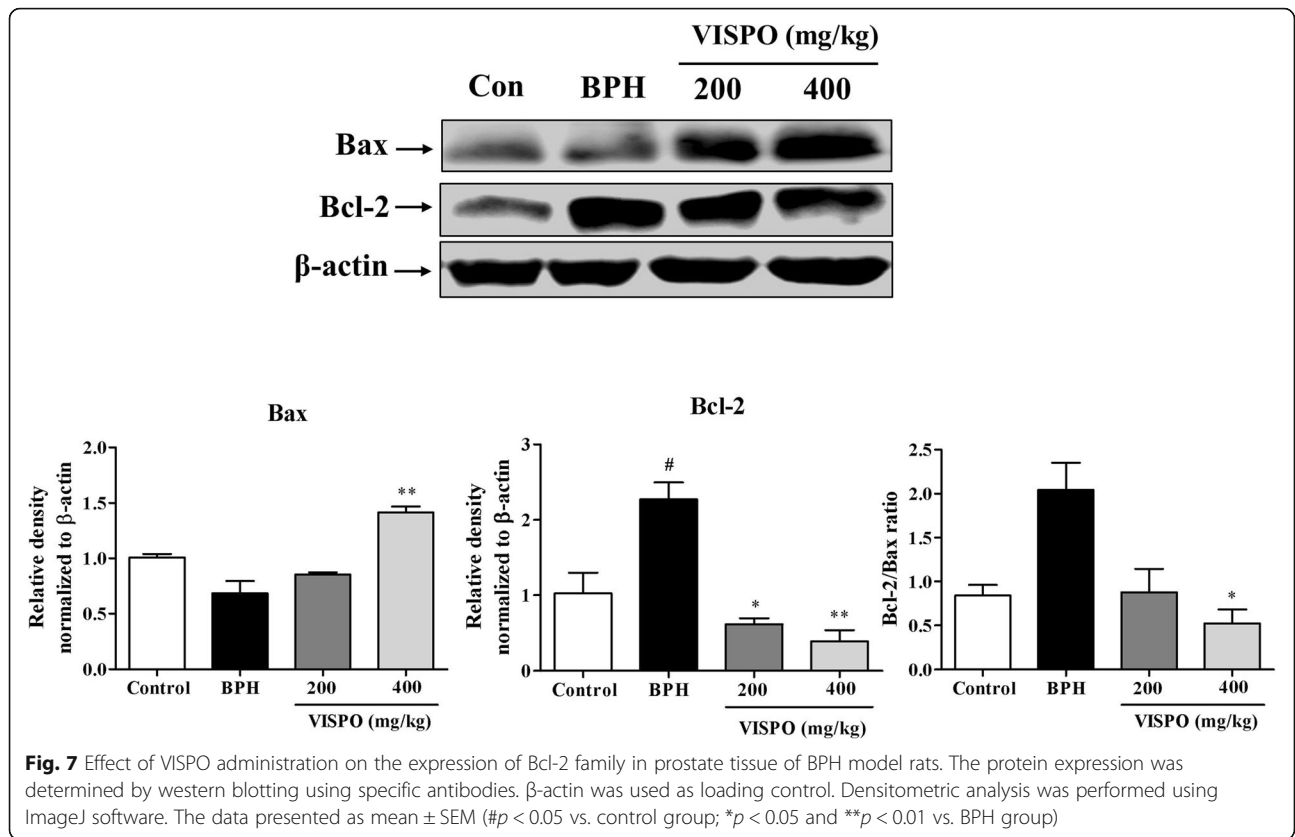 VISPO (mg/kg)
Con BPH 200 400
Bax
Bcl-2
β-actin
Bax
Relative density
normalized to β-actin
2.0
1.5
1.0
0.5
0.0
**
Control BPH 200 400
VISPO (mg/kg)
Bcl-2
Relative density
normalized to β-actin
3
2
1
0
#
*
**
Control BPH 200 400
VISPO (mg/kg)
Bcl-2/Bax ratio
2.5
2.0
1.5
1.0
0.5
0.0
*
Control BPH 200 400
VISPO (mg/kg)
Fig. 7 Effect of VISPO administration on the expression of Bcl-2 family in prostate tissue of BPH model rats. The protein expression was
determined by western blotting using specific antibodies. β-actin was used as loading control. Densitometric analysis was performed using
ImageJ software. The data presented as mean ± SEM (#p < 0.05 vs. control group; *p < 0.05 and **p < 0.01 vs. BPH group)